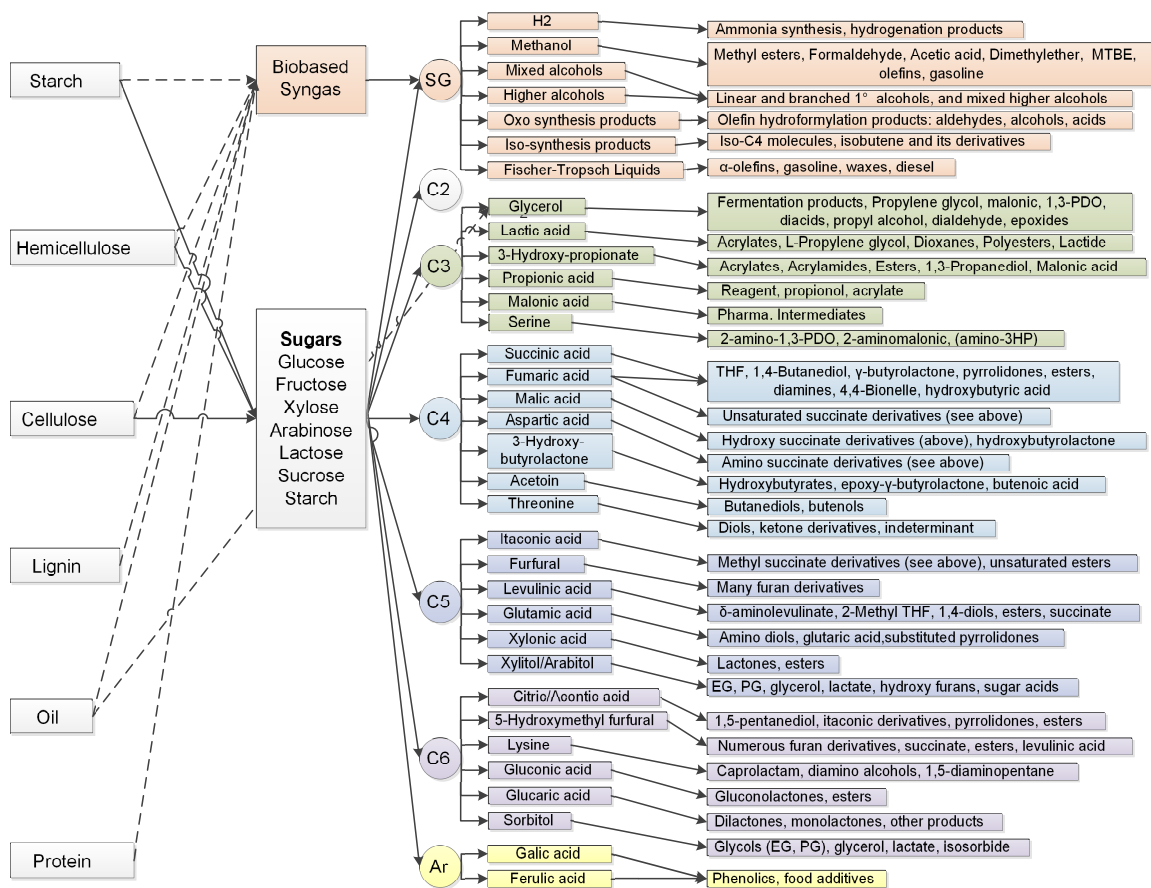 Starch
Hemicellulose
Cellulose
Lignin
Oil
Protein
Biobased
Syngas
Sugars
Glucose
Fructose
Xylose
Arabinose
Lactose
Sucrose
Starch
SG
H2
Methanol
Mixed alcohols
Higher alcohols
Oxo synthesis products
Iso-synthesis products
Fischer-Tropsch Liquids
Ammonia synthesis, hydrogenation products
Methyl esters, Formaldehyde, Acetic acid, Dimethylether, MTBE,
olefins, gasoline
Linear and branched 1° alcohols, and mixed higher alcohols
Olefin hydroformylation products: aldehydes, alcohols, acids
Iso-C4 molecules, isobutene and its derivatives
α-olefins, gasoline, waxes, diesel
C2
C3
Glycerol
Lactic acid
3-Hydroxy-propionate
Propionic acid
Malonic acid
Serine
Fermentation products, Propylene glycol, malonic, 1,3-PDO,
diacids, propyl alcohol, dialdehyde, epoxides
Acrylates, L-Propylene glycol, Dioxanes, Polyesters, Lactide
Acrylates, Acrylamides, Esters, 1,3-Propanediol, Malonic acid
Reagent, propionol, acrylate
Pharma. Intermediates
2-amino-1,3-PDO, 2-aminomalonic, (amino-3HP)
C4
Succinic acid
Fumaric acid
Malic acid
Aspartic acid
3-Hydroxy-
butyrolactone
Acetoin
Threonine
THF, 1,4-Butanediol, γ-butyrolactone, pyrrolidones, esters,
diamines, 4,4-Bionelle, hydroxybutyric acid
Unsaturated succinate derivatives (see above)
Hydroxy succinate derivatives (above), hydroxybutyrolactone
Amino succinate derivatives (see above)
Hydroxybutyrates, epoxy-γ-butyrolactone, butenoic acid
Butanediols, butenols
Diols, ketone derivatives, indeterminant
C5
Itaconic acid
Furfural
Levulinic acid
Glutamic acid
Xylonic acid
Xylitol/Arabitol
Methyl succinate derivatives (see above), unsaturated esters
Many furan derivatives
δ-aminolevulinate, 2-Methyl THF, 1,4-diols, esters, succinate
Amino diols, glutaric acid,substituted pyrrolidones
Lactones, esters
EG, PG, glycerol, lactate, hydroxy furans, sugar acids
C6
Citric/Acontic acid
5-Hydroxymethyl furfural
Lysine
Gluconic acid
Glucaric acid
Sorbitol
1,5-pentanediol, itaconic derivatives, pyrrolidones, esters
Numerous furan derivatives, succinate, esters, levulinic acid
Caprolactam, diamino alcohols, 1,5-diaminopentane
Gluconolactones, esters
Dilactones, monolactones, other products
Glycols (EG, PG), glycerol, lactate, isosorbide
Ar
Galic acid
Ferulic acid
Phenolics, food additives